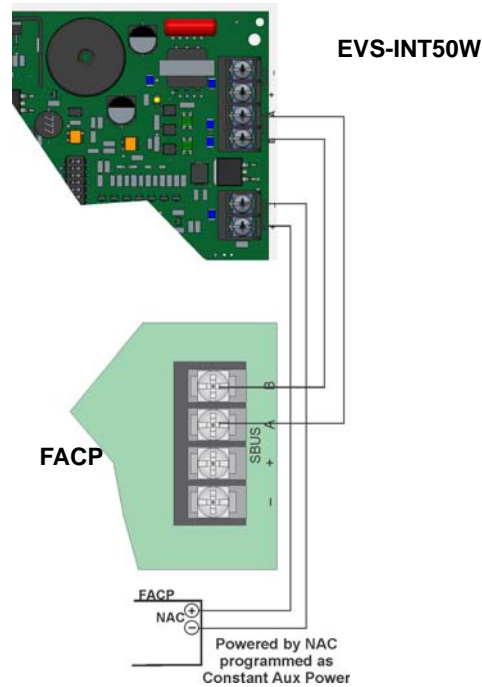 EVS-INT50W
-
+
A
B
-
+
B
A
SBUS
+
-
FACP
FACP
NAC
+
-
Powered by NAC
programmed as
Constant Aux Power